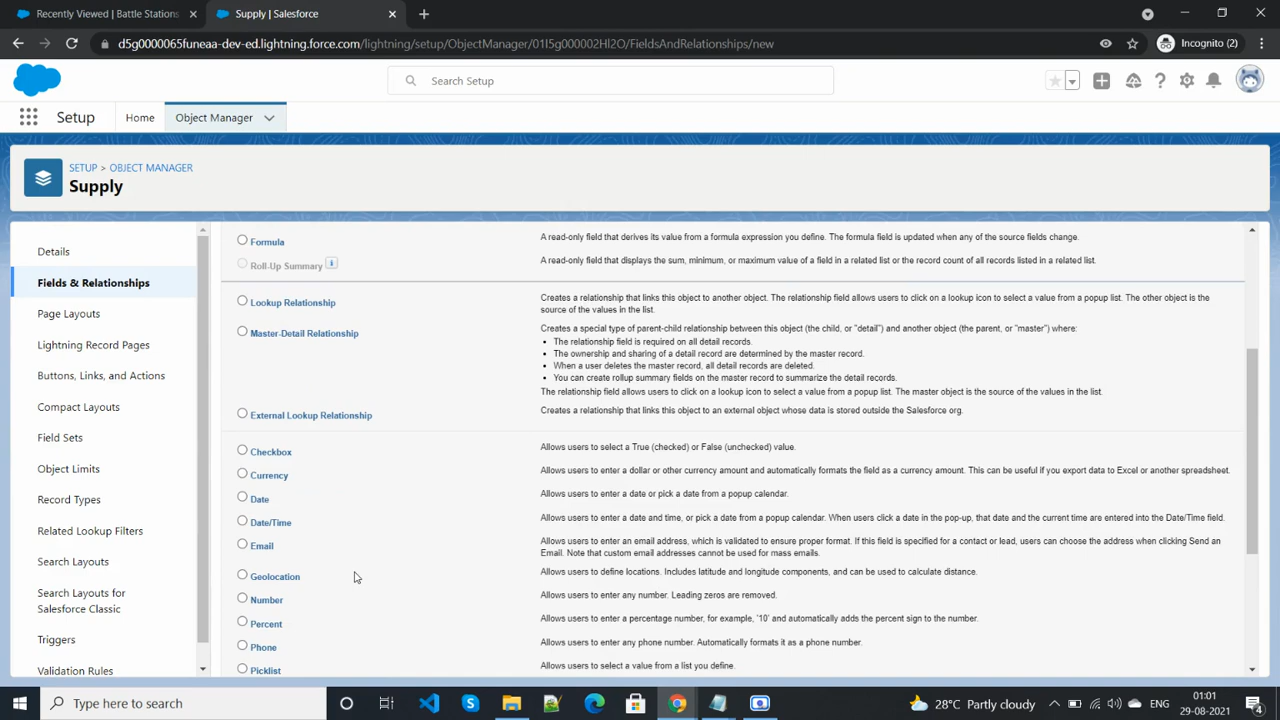 Recently Viewed | Battle Stations
Supply | Salesforce
d5g0000065funeaa-dev-ed.lightning.force.com/lightning/setup/ObjectManager/01I5g000002HI2O/FieldsAndRelationships/new
Incognito (2)
Search Setup
Setup
Home
Object Manager
SETUP > OBJECT MANAGER
Supply
Details
Fields & Relationships
Page Layouts
Lightning Record Pages
Buttons, Links, and Actions
Compact Layouts
Field Sets
Object Limits
Record Types
Related Lookup Filters
Search Layouts
Search Layouts for
Salesforce Classic
Triggers
Validation Rules
Formula
A read-only field that derives its value from a formula expression you define. The formula field is updated when any of the source fields change.
Roll-Up Summary
A read-only field that displays the sum, minimum, or maximum value of a field in a related list or the record count of all records listed in a related list.
Lookup Relationship
Creates a relationship that links this object to another object. The relationship field allows users to click on a lookup icon to select a value from a popup list. The other object is
the source of the values in the list.
Master-Detail Relationship
Creates a special type of parent-child relationship between this object (the child, or "detail") and another object (the parent, or "master") where:
• The relationship field is required on all detail records.
• The ownership and sharing of a detail record are determined by the master record.
• When a user deletes the master record, all detail records are deleted.
• You can create rollup summary fields on the master record to summarize the detail records.
The relationship field allows users to click on a lookup icon to select a value from a popup list. The master object is the source of the values in the list.
External Lookup Relationship
Creates a relationship that links this object to an external object whose data is stored outside the Salesforce org.
Checkbox
Allows users to select a True (checked) or False (unchecked) value.
Currency
Allows users to enter a dollar or other currency amount and automatically formats the field as a currency amount. This can be useful if you export data to Excel or another spreadsheet.
Date
Allows users to enter a date or pick a date from a popup calendar.
Date/Time
Allows users to enter a date and time, or pick a date from a popup calendar. When users click a date in the pop-up, that date and the current time are entered into the Date/Time field.
Email
Allows users to enter an email address, which is validated to ensure proper format. If this field is specified for a contact or lead, users can choose the address when clicking Send an
Email. Note that custom email addresses cannot be used for mass emails.
Geolocation
Allows users to define locations. Includes latitude and longitude components, and can be used to calculate distance.
Number
Allows users to enter any number. Leading zeros are removed.
Percent
Allows users to enter a percentage number, for example, '10' and automatically adds the percent sign to the number.
Phone
Allows users to enter any phone number. Automatically formats it as a phone number.
Picklist
Allows users to select a value from a list you define.
Type here to search
28°C Partly cloudy
ENG
01:01
29-08-2021
4